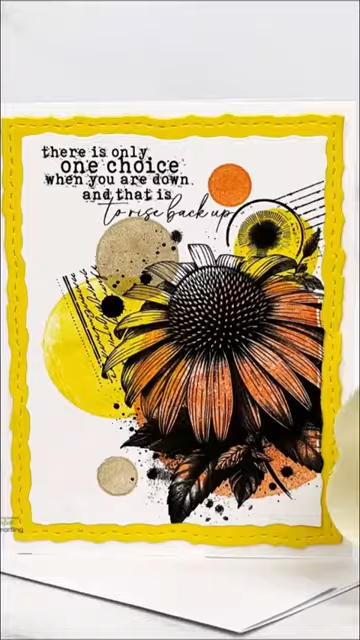 there is only
one choice
when you are down
and that is
to rise back up